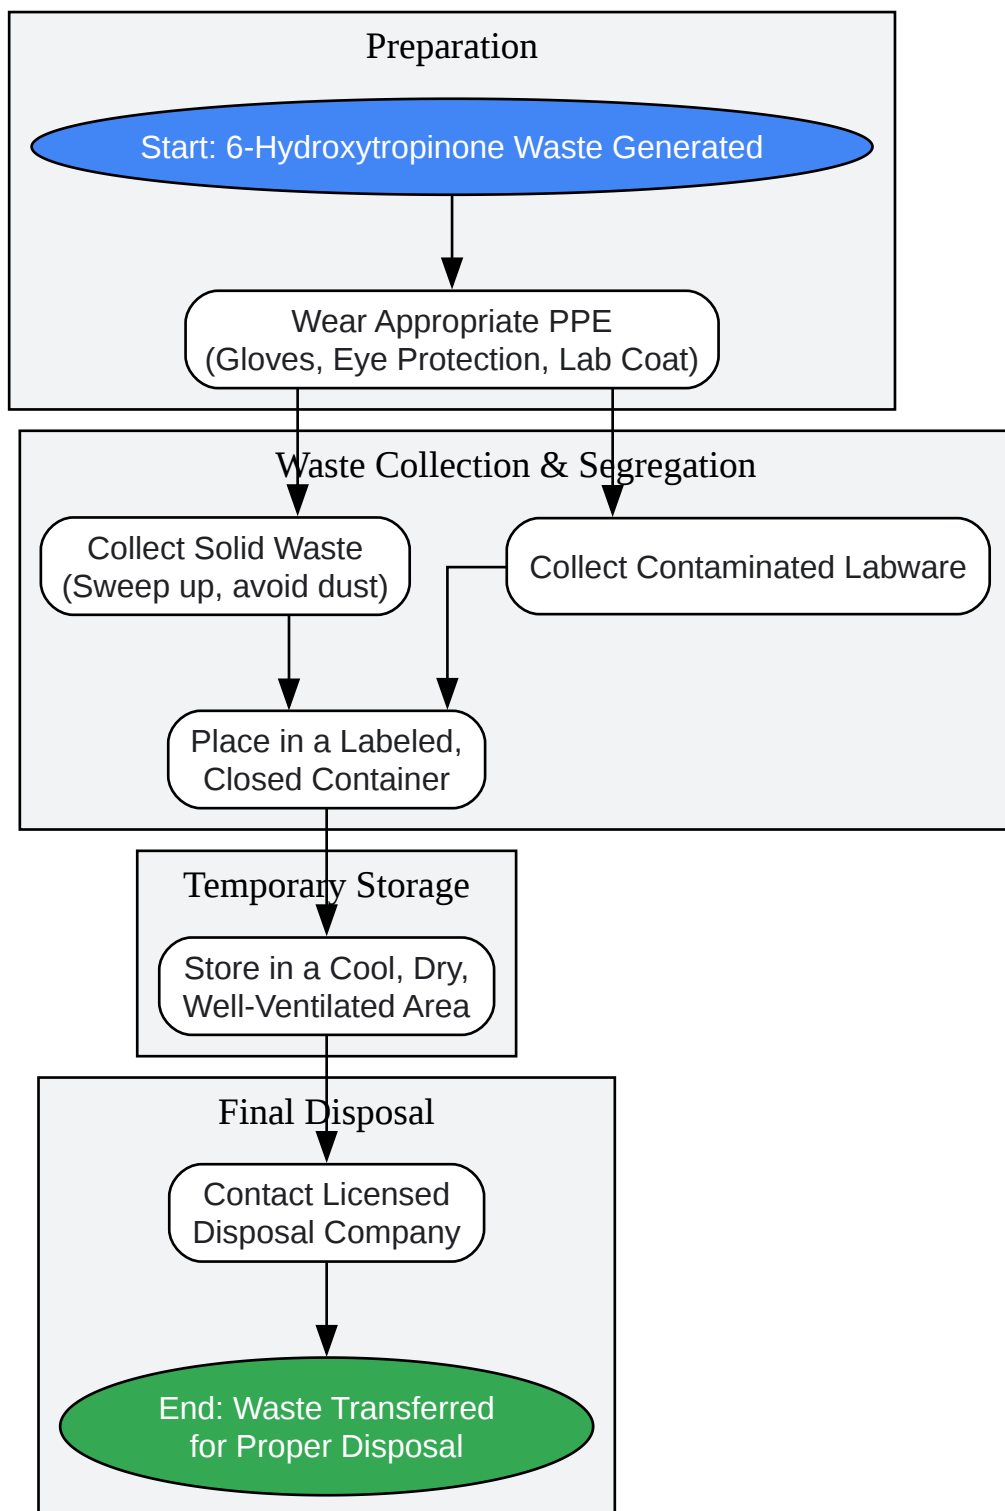 Preparation
Start: 6-Hydroxytropinone Waste Generated
Wear Appropriate PPE
(Gloves, Eye Protection, Lab Coat)
Waste Collection & Segregation
Collect Solid Waste
(Sweep up, avoid dust)
Collect Contaminated Labware
Place in a Labeled,
Closed Container
Temporary Storage
Store in a Cool, Dry,
Well-Ventilated Area
Final Disposal
Contact Licensed
Disposal Company
End: Waste Transferred
for Proper Disposal